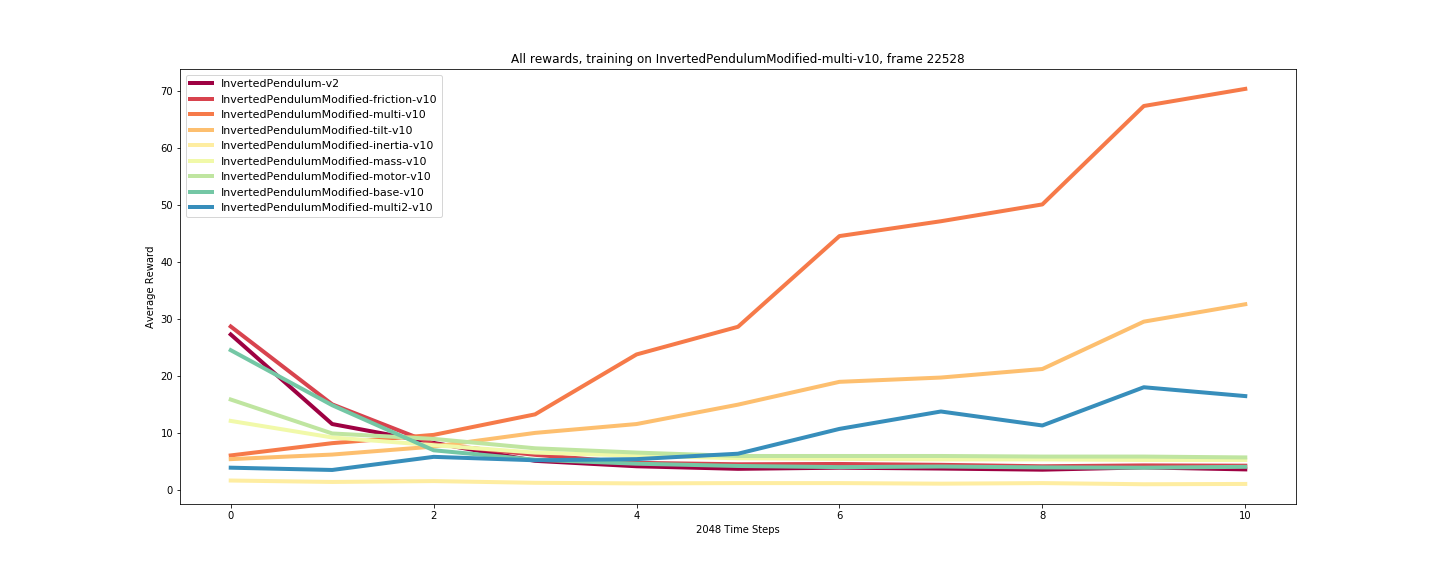 All rewards, training on InvertedPendulumModified-multi-v10, frame 22528
InvertedPendulum-v2
InvertedPendulumModified-friction-v10
InvertedPendulumModified-multi-v10
InvertedPendulumModified-tilt-v10
InvertedPendulumModified-inertia-v10
InvertedPendulumModified-mass-v10
InvertedPendulumModified-motor-v10
InvertedPendulumModified-base-v10
InvertedPendulumModified-multi2-v10
Average Reward
70
60
50
40
30
20
10
0
0 2 4 6 8 10
2048 Time Steps